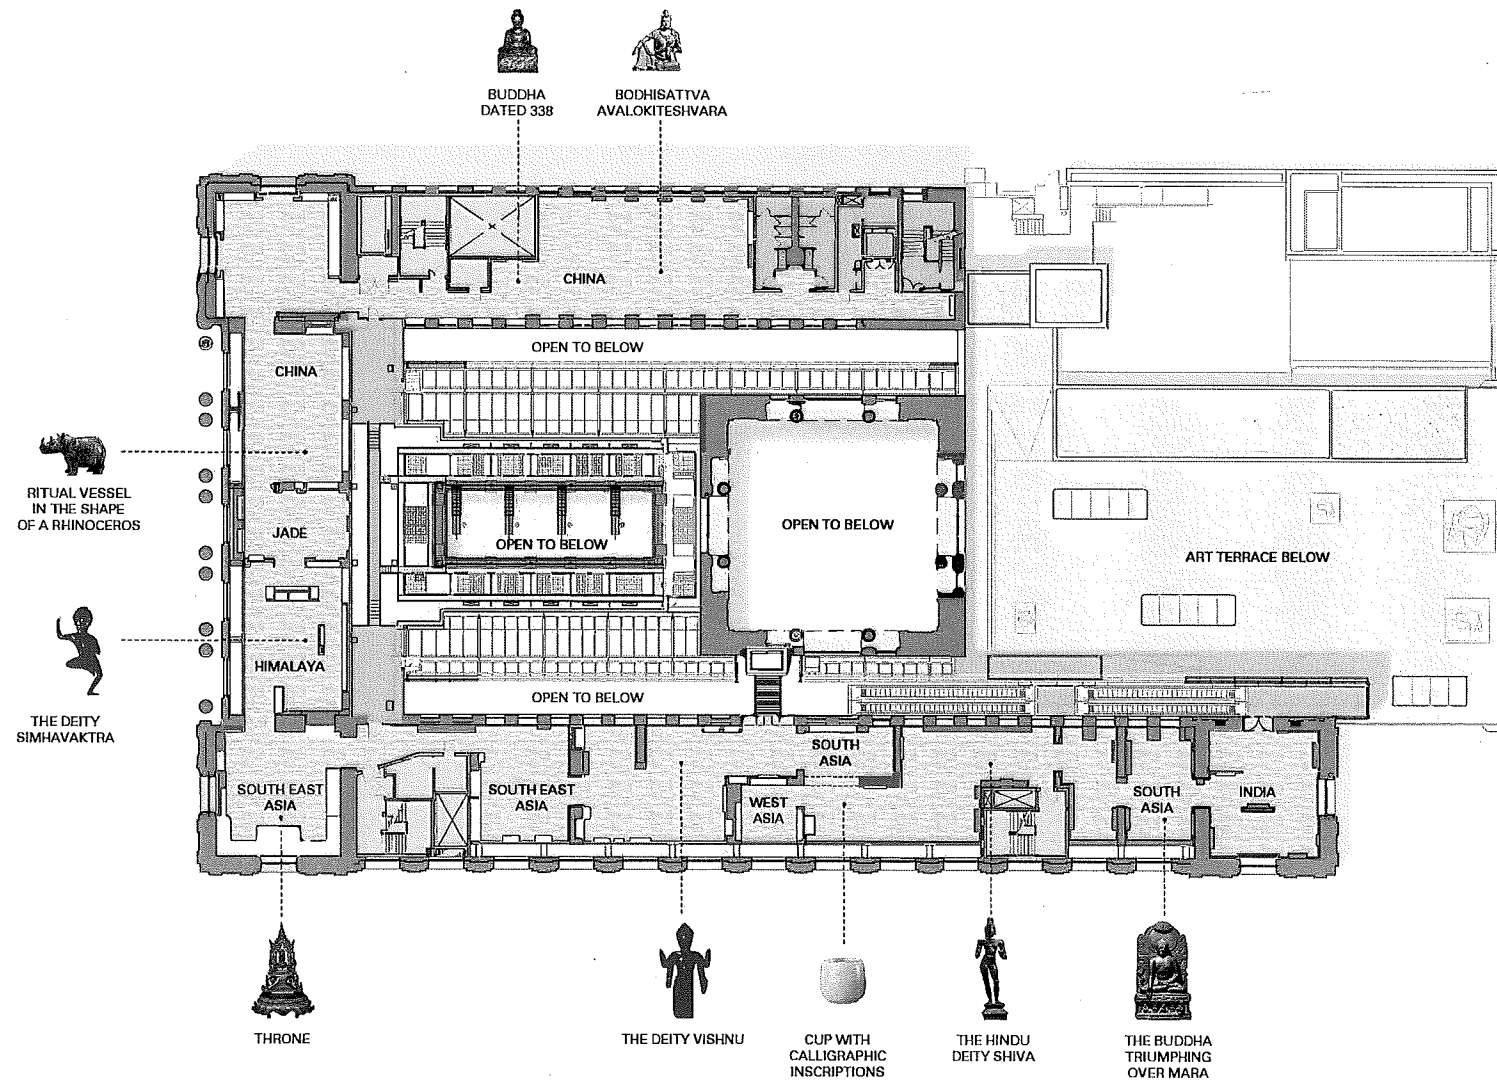 BUDDHA
DATED 338
BODHISATTVA
AVALOKITESHVARA
CHINA
OPEN TO BELOW
CHINA
RITUAL VESSEL
IN THE SHAPE
OF A RHINOCEROS
JADE
OPEN TO BELOW
OPEN TO BELOW
ART TERRACE BELOW
HIMALAYA
THE DEITY
SIMHAVAKTRA
OPEN TO BELOW
SOUTH EAST
ASIA
SOUTH EAST
ASIA
SOUTH
ASIA
WEST
ASIA
SOUTH
ASIA
INDIA
THRONE
THE DEITY VISHNU
CUP WITH
CALLIGRAPHIC
INSCRIPTIONS
THE HINDU
DEITY SHIVA
THE BUDDHA
TRIUMPHING
OVER MARA